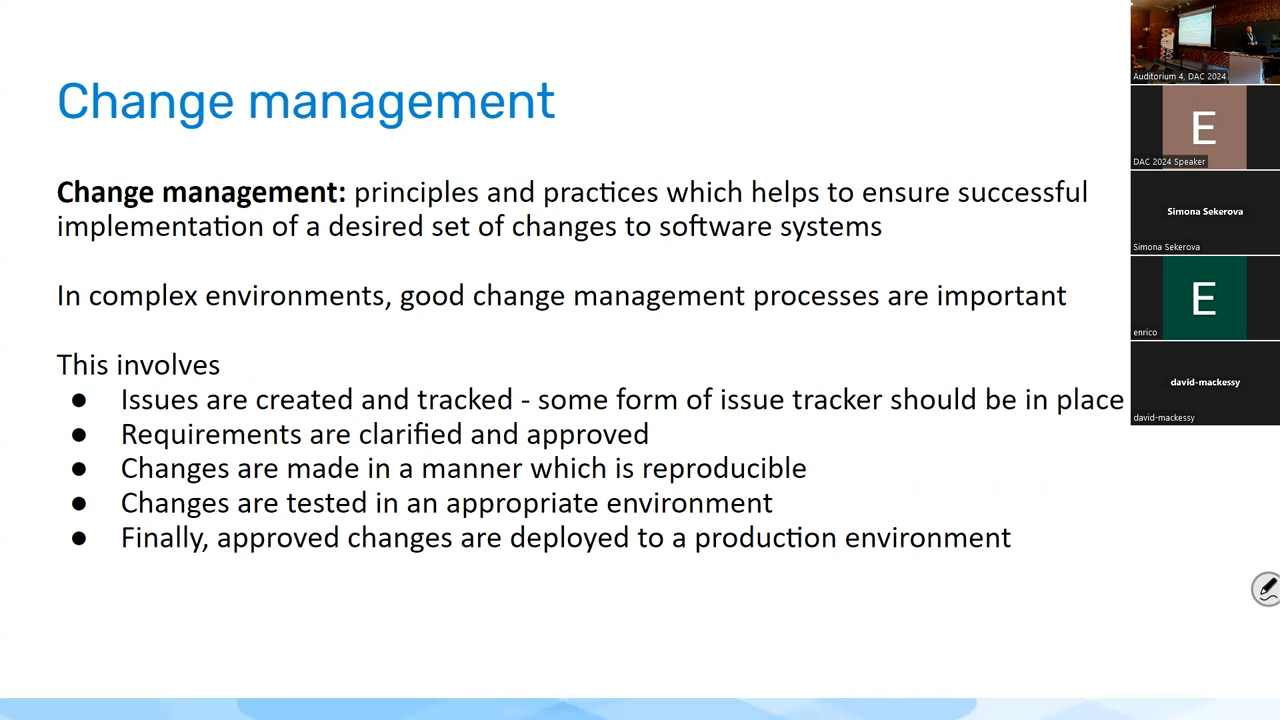 Change management
Change management: principles and practices which helps to ensure successful
implementation of a desired set of changes to software systems
In complex environments, good change management processes are important
This involves
● Issues are created and tracked - some form of issue tracker should be in place
● Requirements are clarified and approved
● Changes are made in a manner which is reproducible
● Changes are tested in an appropriate environment
● Finally, approved changes are deployed to a production environment
Auditorium 4, DAC 2024
E
DAC 2024 Speaker
Simona Sekerova
Simona Sekerova
E
enrico
david-mackessy
david-mackessy